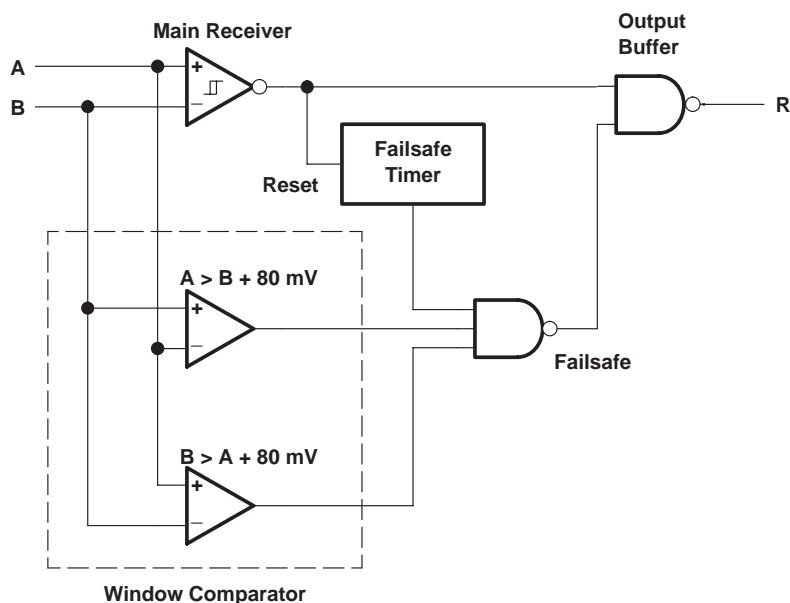 Main Receiver
Output
Buffer
A
B
+
−
R
Failsafe
Timer
Reset
A > B + 80 mV
+
−
Failsafe
B > A + 80 mV
+
−
Window Comparator